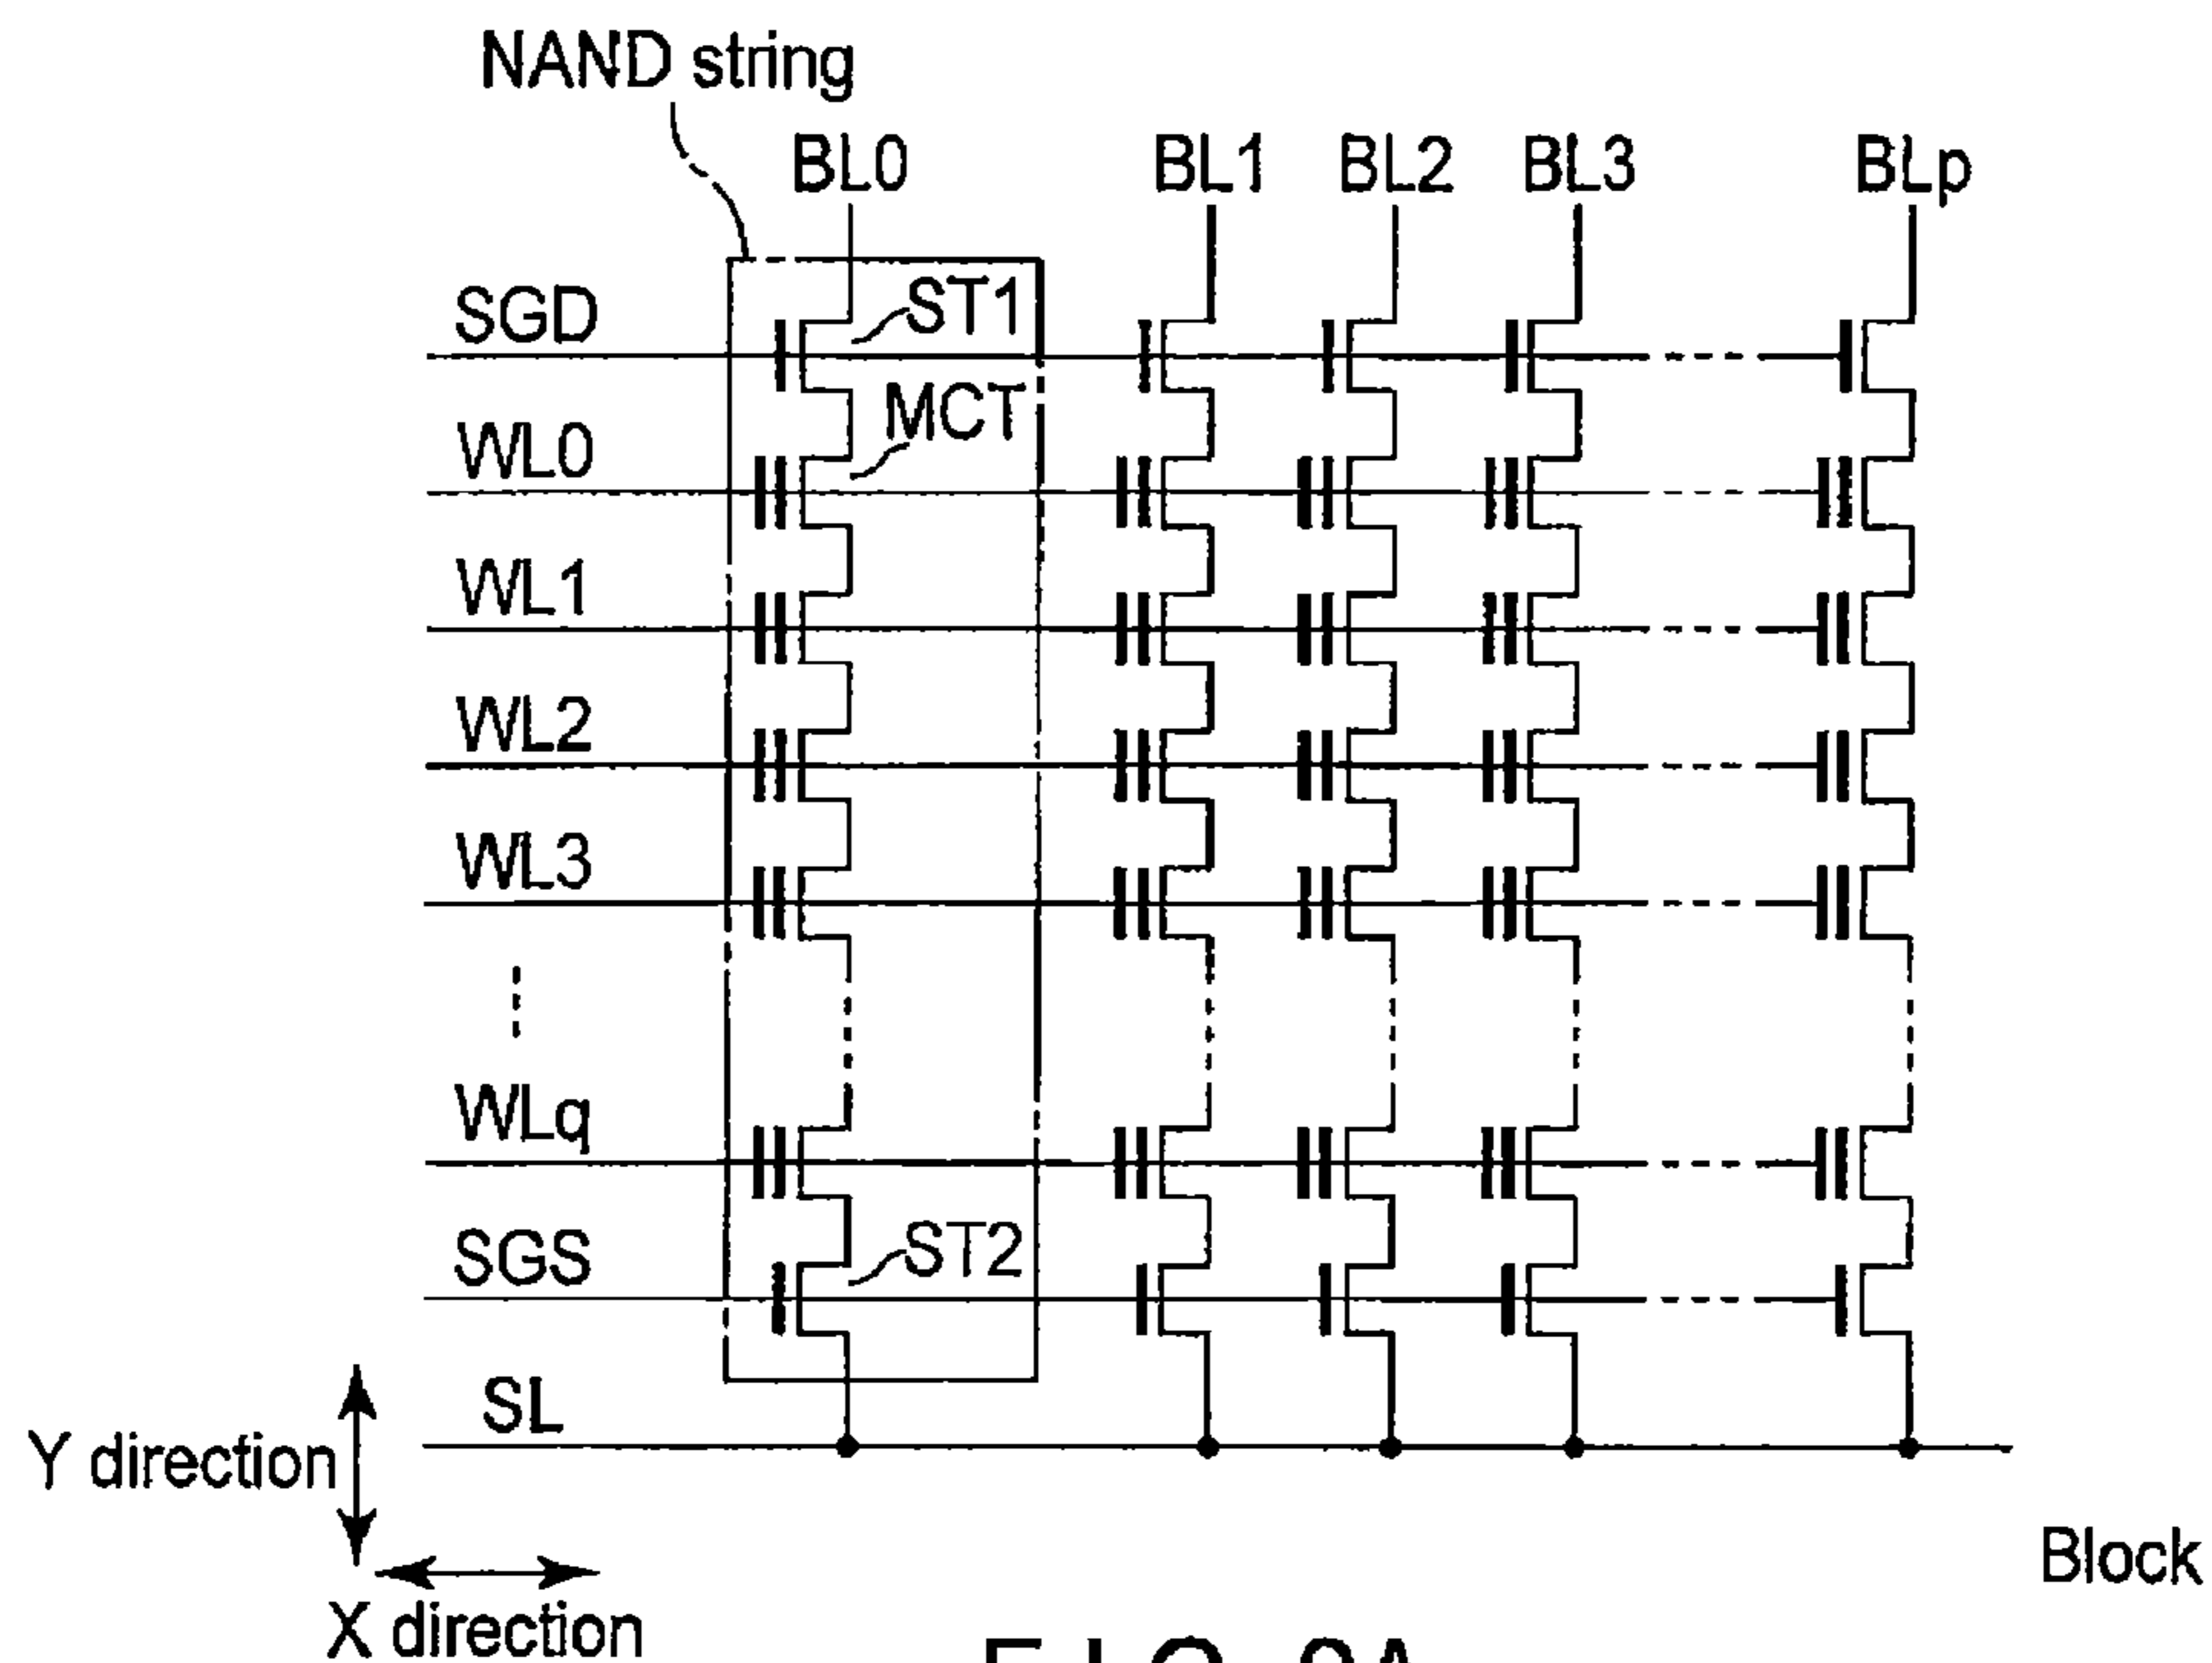 NAND string
BL0 BL1 BL2 BL3 BLp
SGD ST1
MCT
WL0
WL1
WL2
WL3
WLq
SGS ST2
SL
Y direction
X direction
Block